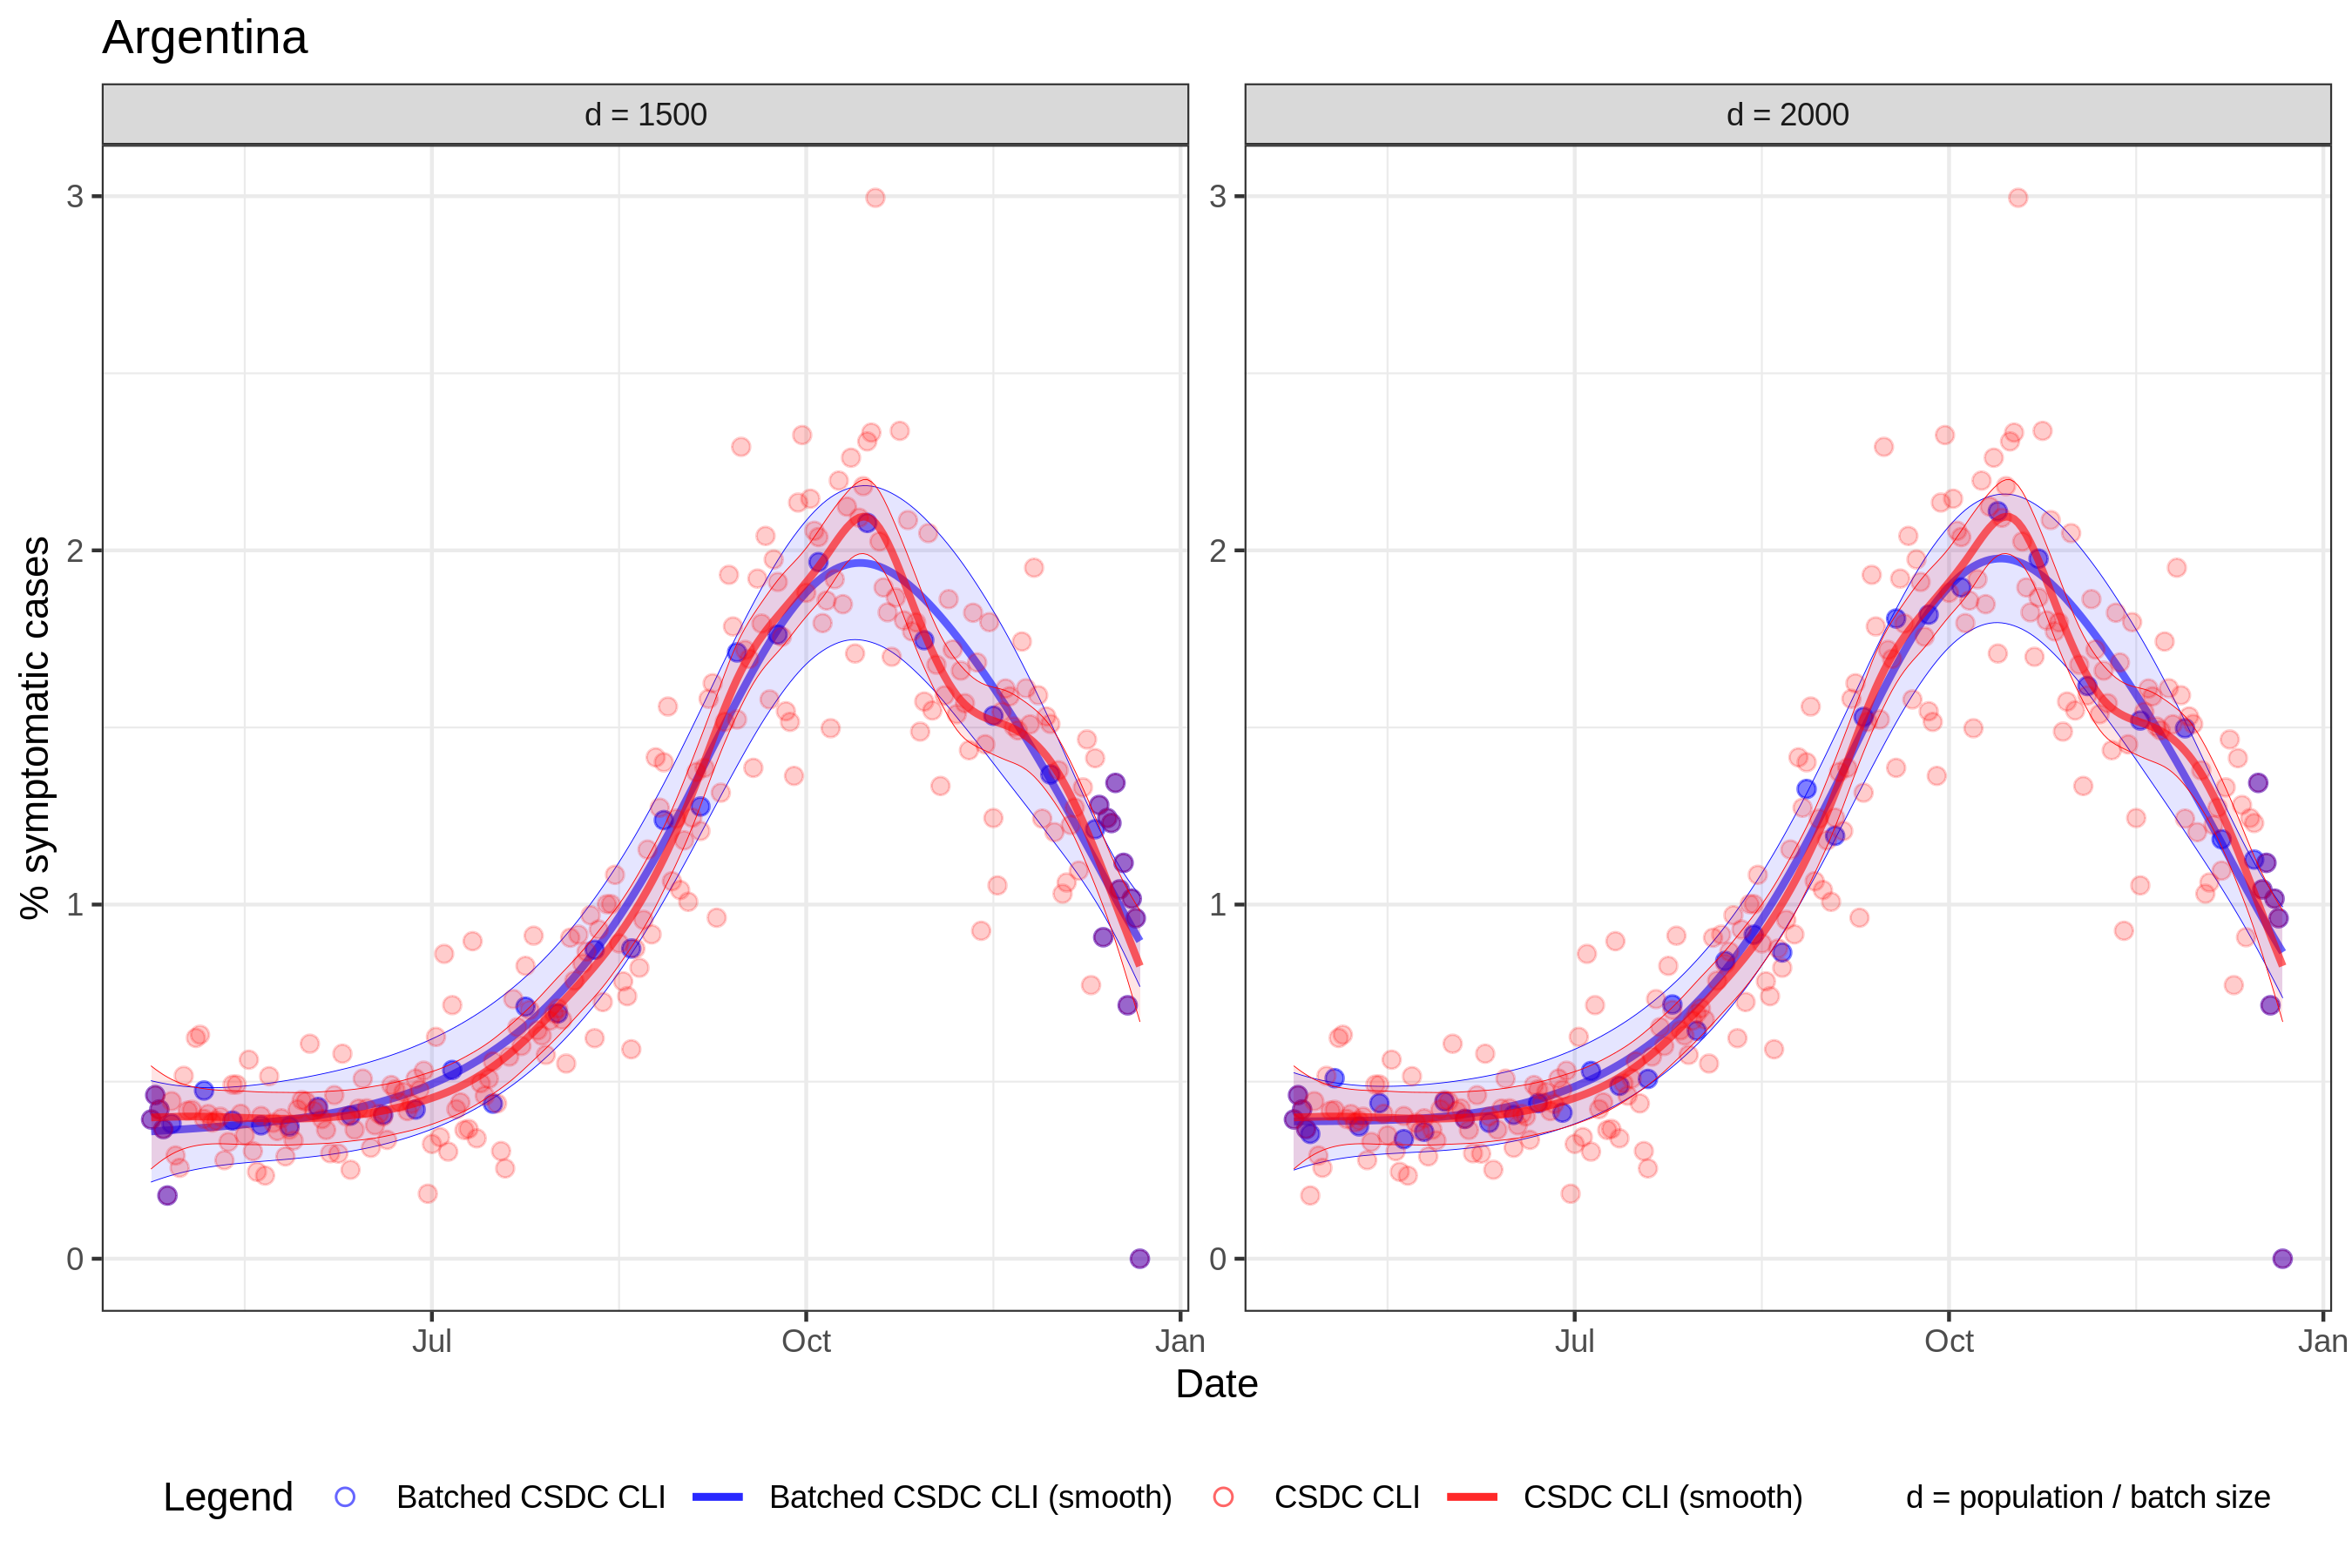 Argentina
d = 1500
d = 2000
% symptomatic cases
3
2
1
0
3
2
1
0
Jul
Oct
Jan
Jul
Oct
Jan
Date
Legend
Batched CSDC CLI
Batched CSDC CLI (smooth)
CSDC CLI
CSDC CLI (smooth)
d = population / batch size